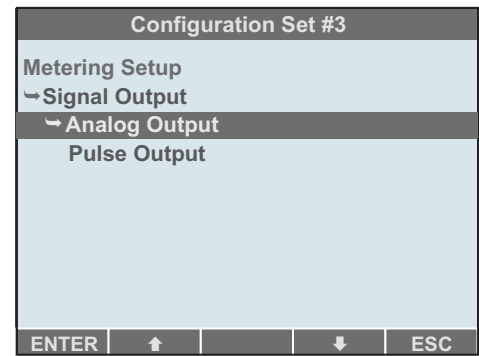 Configuration Set #3
Metering Setup
➥Signal Output
➥Analog Output
Pulse Output
ENTER ⬆ ⬇ ESC